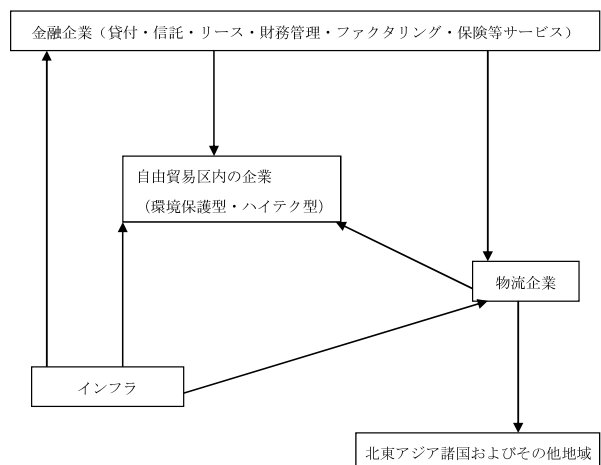 金融企業（貸付・信託・リース・財務管理・ファクタリング・保険等サービス）
自由貿易区内の企業
（環境保護型・ハイテク型）
物流企業
インフラ
北東アジア諸国およびその他地域